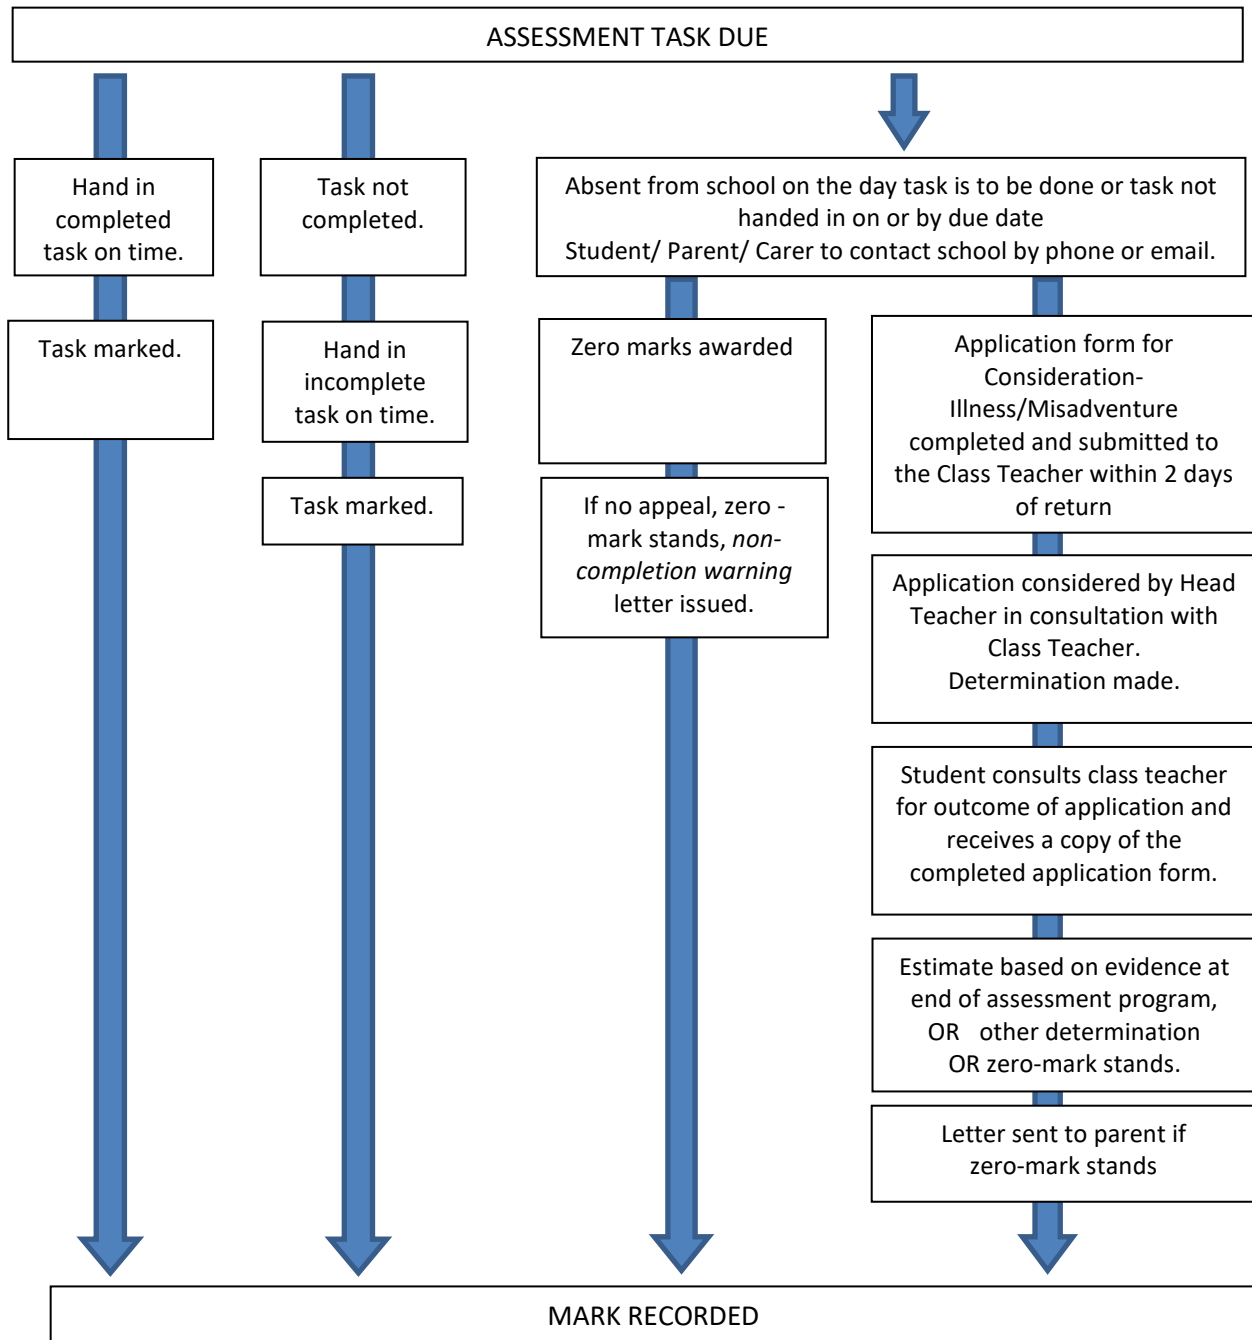 ASSESSMENT TASK DUE
Hand in
completed
task on time.
Task marked.
Task not
completed.
Hand in
incomplete
task on time.
Task marked.
Absent from school on the day task is to be done or task not
handed in on or by due date
Student/ Parent/ Carer to contact school by phone or email.
Zero marks awarded
If no appeal, zero -
mark stands, non-
completion warning
letter issued.
Application form for
Consideration-
Illness/Misadventure
completed and submitted to
the Class Teacher within 2 days
of return
Application considered by Head
Teacher in consultation with
Class Teacher.
Determination made.
Student consults class teacher
for outcome of application and
receives a copy of the
completed application form.
Estimate based on evidence at
end of assessment program,
OR other determination
OR zero-mark stands.
Letter sent to parent if
zero-mark stands
MARK RECORDED